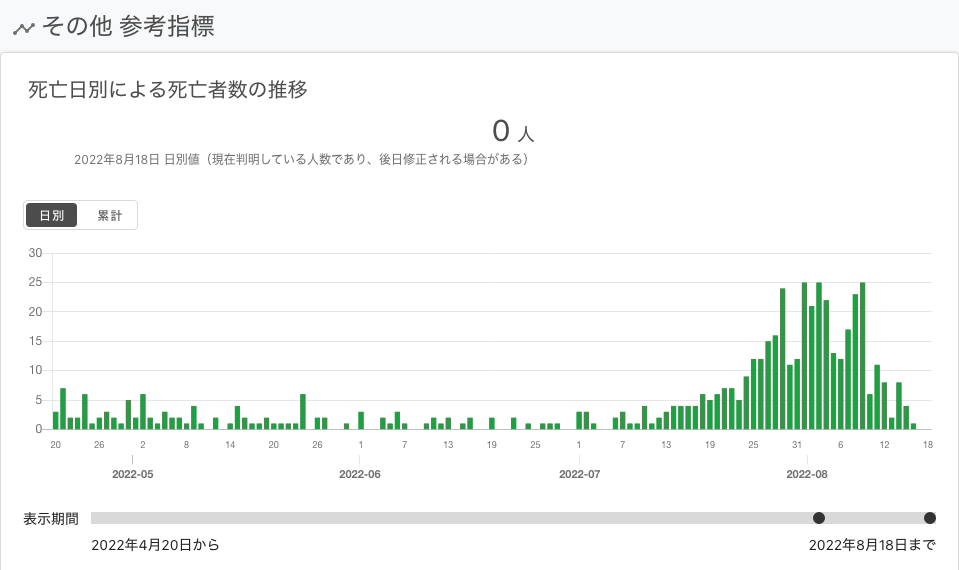 その他 参考指標
死亡日別による死亡者数の推移
0 人
2022年8月18日 日別値（現在判明している人数であり、後日修正される場合がある）
日別 累計
30
25
20
15
10
5
0
20 26 2 8 14 20 26 1 7 13 19 25 1 7 13 19 25 31 6 12 18
2022-05 2022-06 2022-07 2022-08
表示期間
2022年4月20日から 2022年8月18日まで